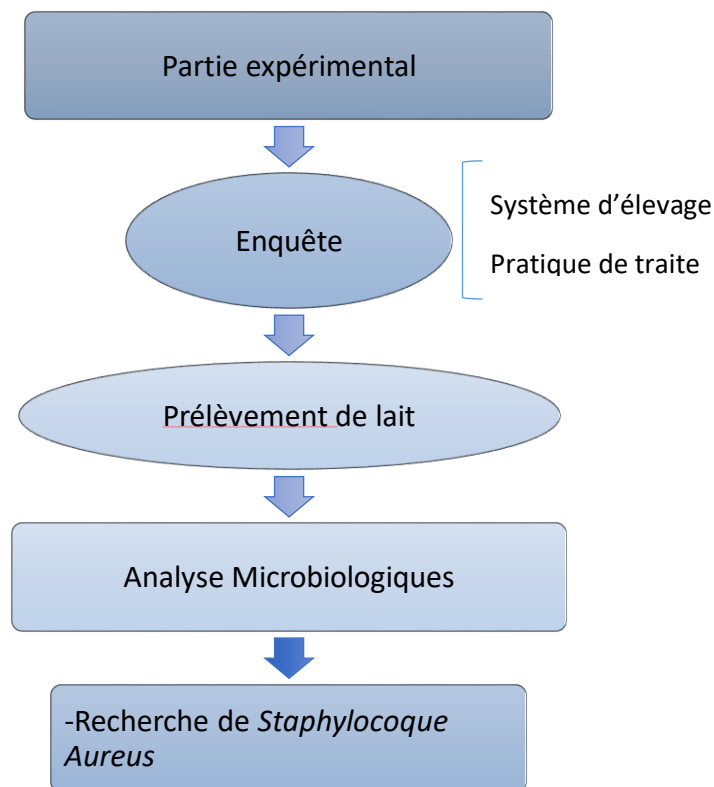 Partie expérimental
Enquête
Système d’élevage
Pratique de traite
Prélèvement de lait
Analyse Microbiologiques
-Recherche de Staphylocoque
Aureus